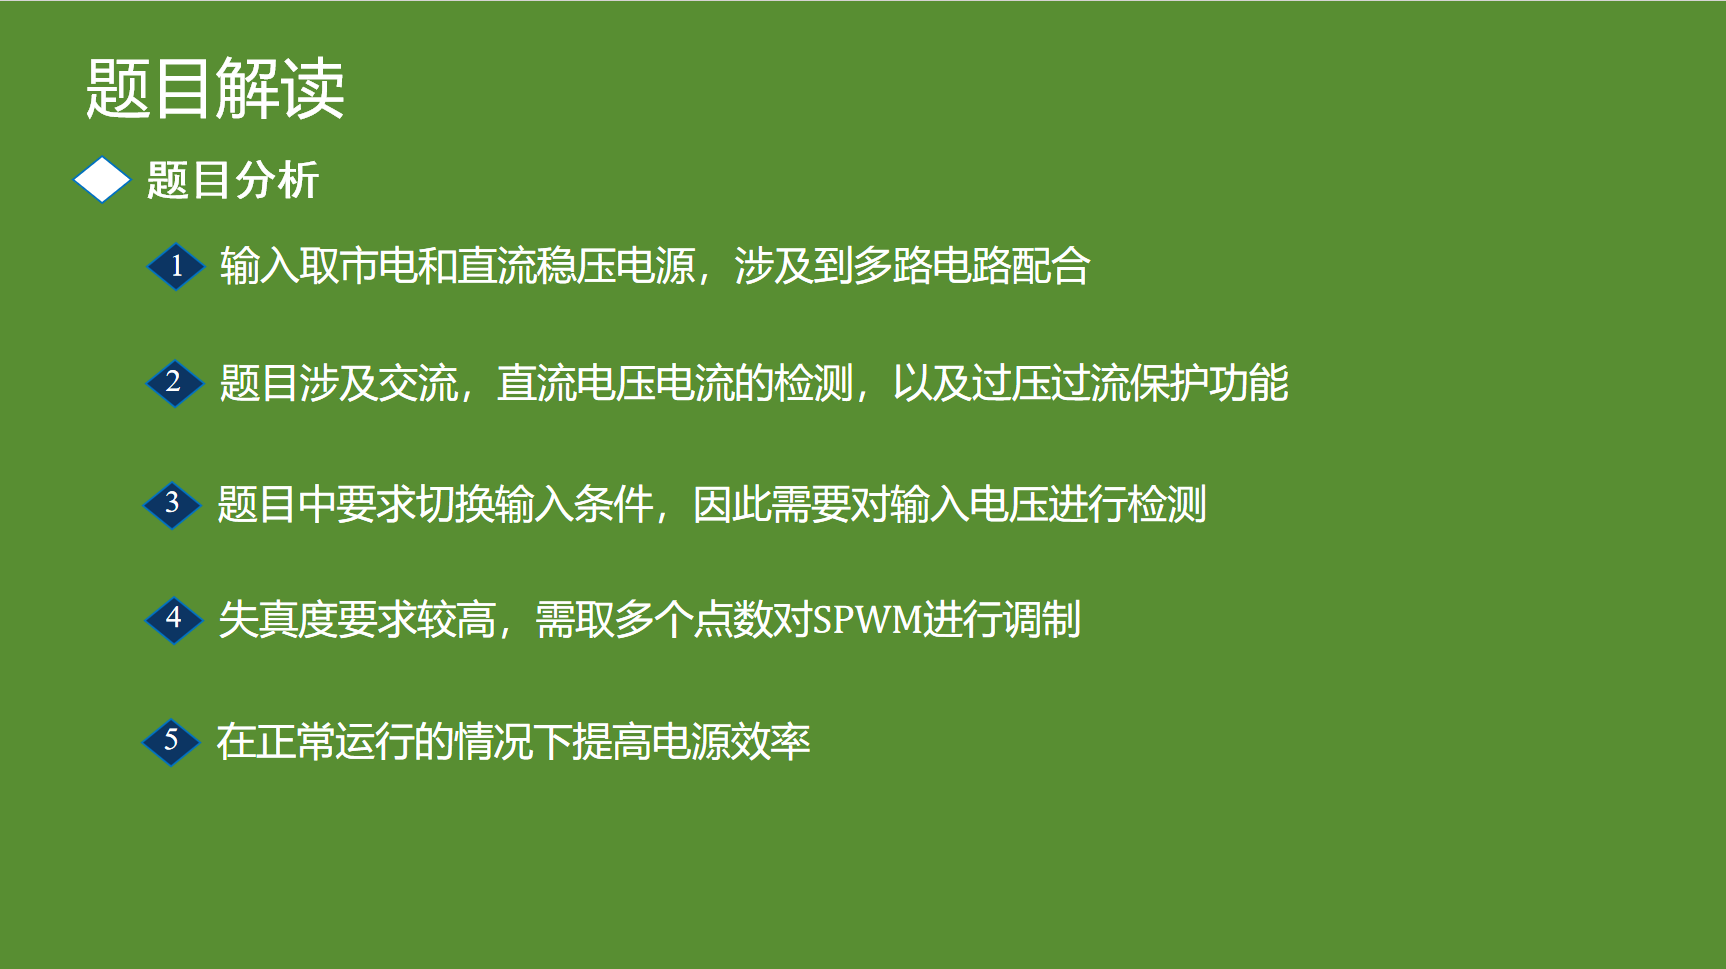 题目解读
题目分析
1 输入取市电和直流稳压电源，涉及到多路电路配合
2 题目涉及交流，直流电压电流的检测，以及过压过流保护功能
3 题目中要求切换输入条件，因此需要对输入电压进行检测
4 失真度要求较高，需取多个点数对SPWM进行调制
5 在正常运行的情况下提高电源效率